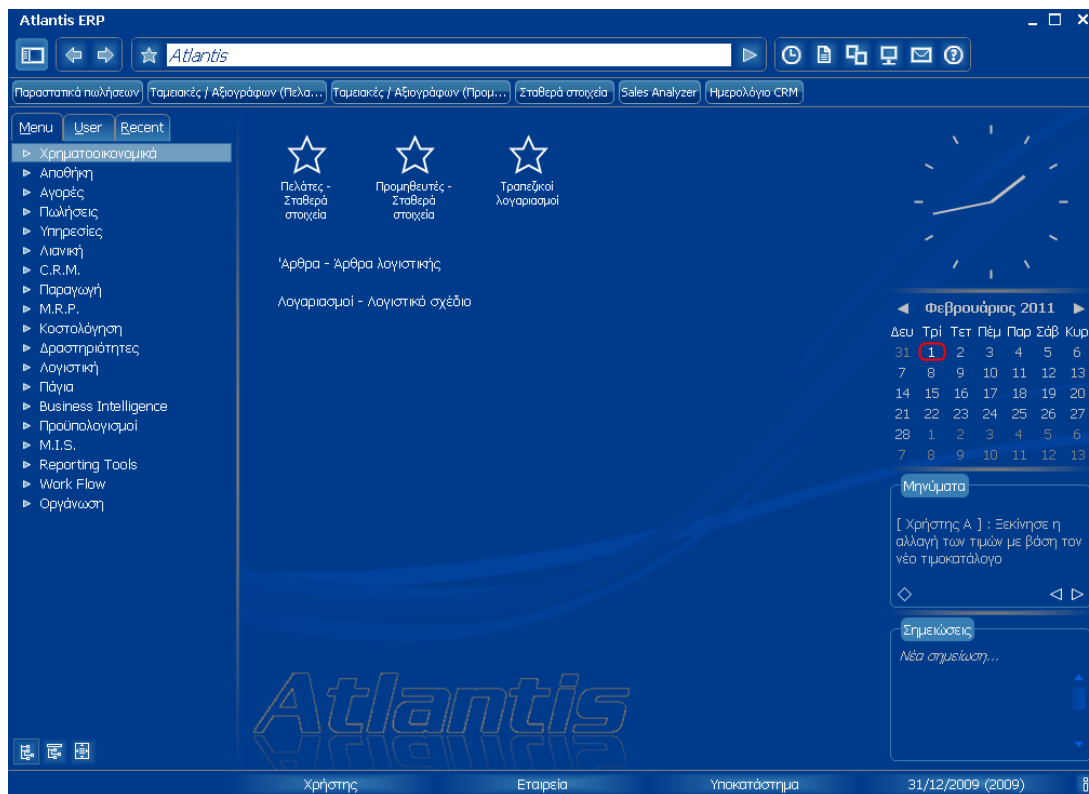 Atlantis ERP
Atlantis
Παραστατικά πωλήσεων
Ταμειακές / Αξιογράφων (Πελα...
Ταμειακές / Αξιογράφων (Προμ...
Σταθερά στοιχεία
Sales Analyzer
Ημερολόγιο CRM
Menu
User
Recent
Χρηματοοικονομικά
Αποθήκη
Αγορές
Πωλήσεις
Υπηρεσίες
Λιανική
C.R.M.
Παραγωγή
M.R.P.
Κοστολόγηση
Δραστηριότητες
Λογιστική
Πάγια
Business Intelligence
Προϋπολογισμοί
M.I.S.
Reporting Tools
Work Flow
Οργάνωση
Πελάτες -
Σταθερά
στοιχεία
Προμηθευτές -
Σταθερά
στοιχεία
Τραπεζικοί
λογαριασμοί
'Αρθρα - Άρθρα λογιστικής
Λογαριασμοί - Λογιστικό σχέδιο
Φεβρουάριος 2011
Δευ Τρί Τετ Πέμ Παρ Σάβ Κυρ
31 1 2 3 4 5 6
7 8 9 10 11 12 13
14 15 16 17 18 19 20
21 22 23 24 25 26 27
28 1 2 3 4 5 6
7 8 9 10 11 12 13
Μηνύματα
[ Χρήστης Α ] : Ξεκίνησε η
αλλαγή των τιμών με βάση τον
νέο τιμοκατάλογο
Σημειώσεις
Νέα σημείωση...
Atlantis
Χρήστης
Εταιρεία
Υποκατάστημα
31/12/2009 (2009)